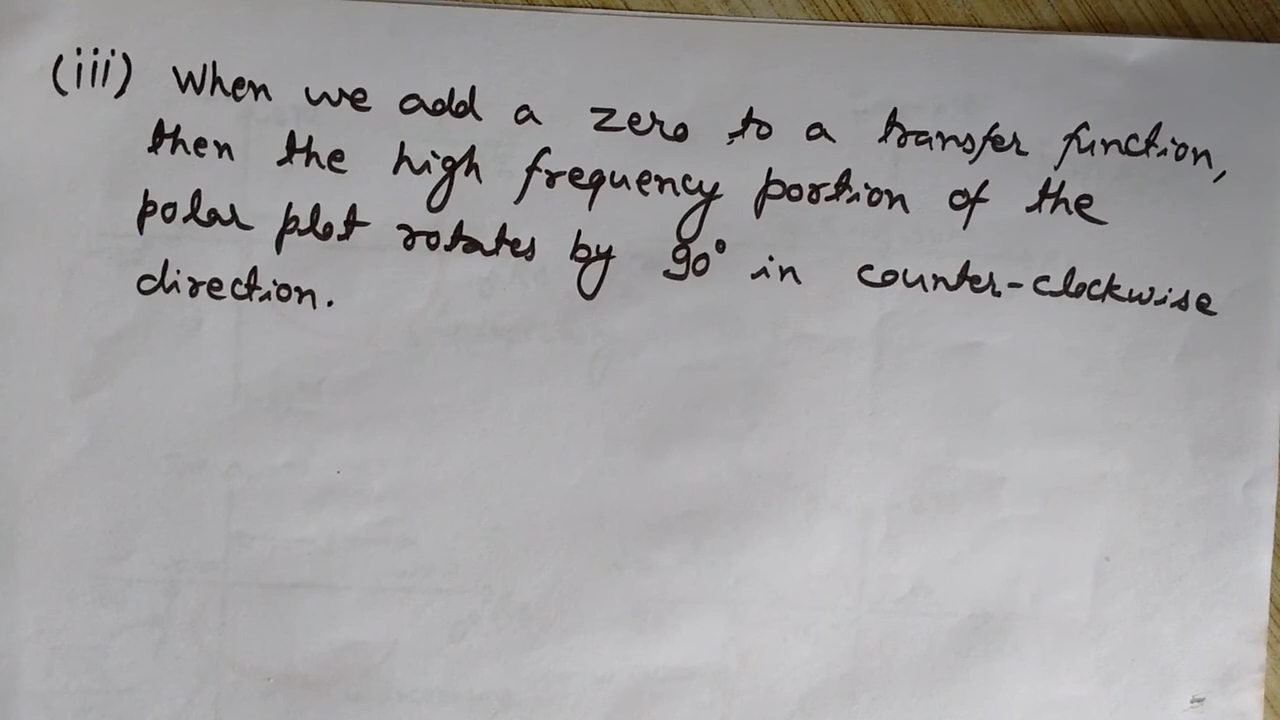 (iii) When we add a zero to a transfer function,
then the high frequency portion of the
polar plot rotates by 90° in counter-clockwise
direction.